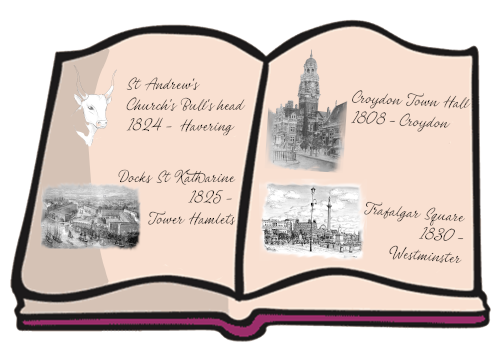 St Andrew's
Church's Bull's head
1824 - Havering
Docks St Katharine
1825 -
Tower Hamlets
Croydon Town Hall
1808 - Croydon
Trafalgar Square
1830 -
Westminster